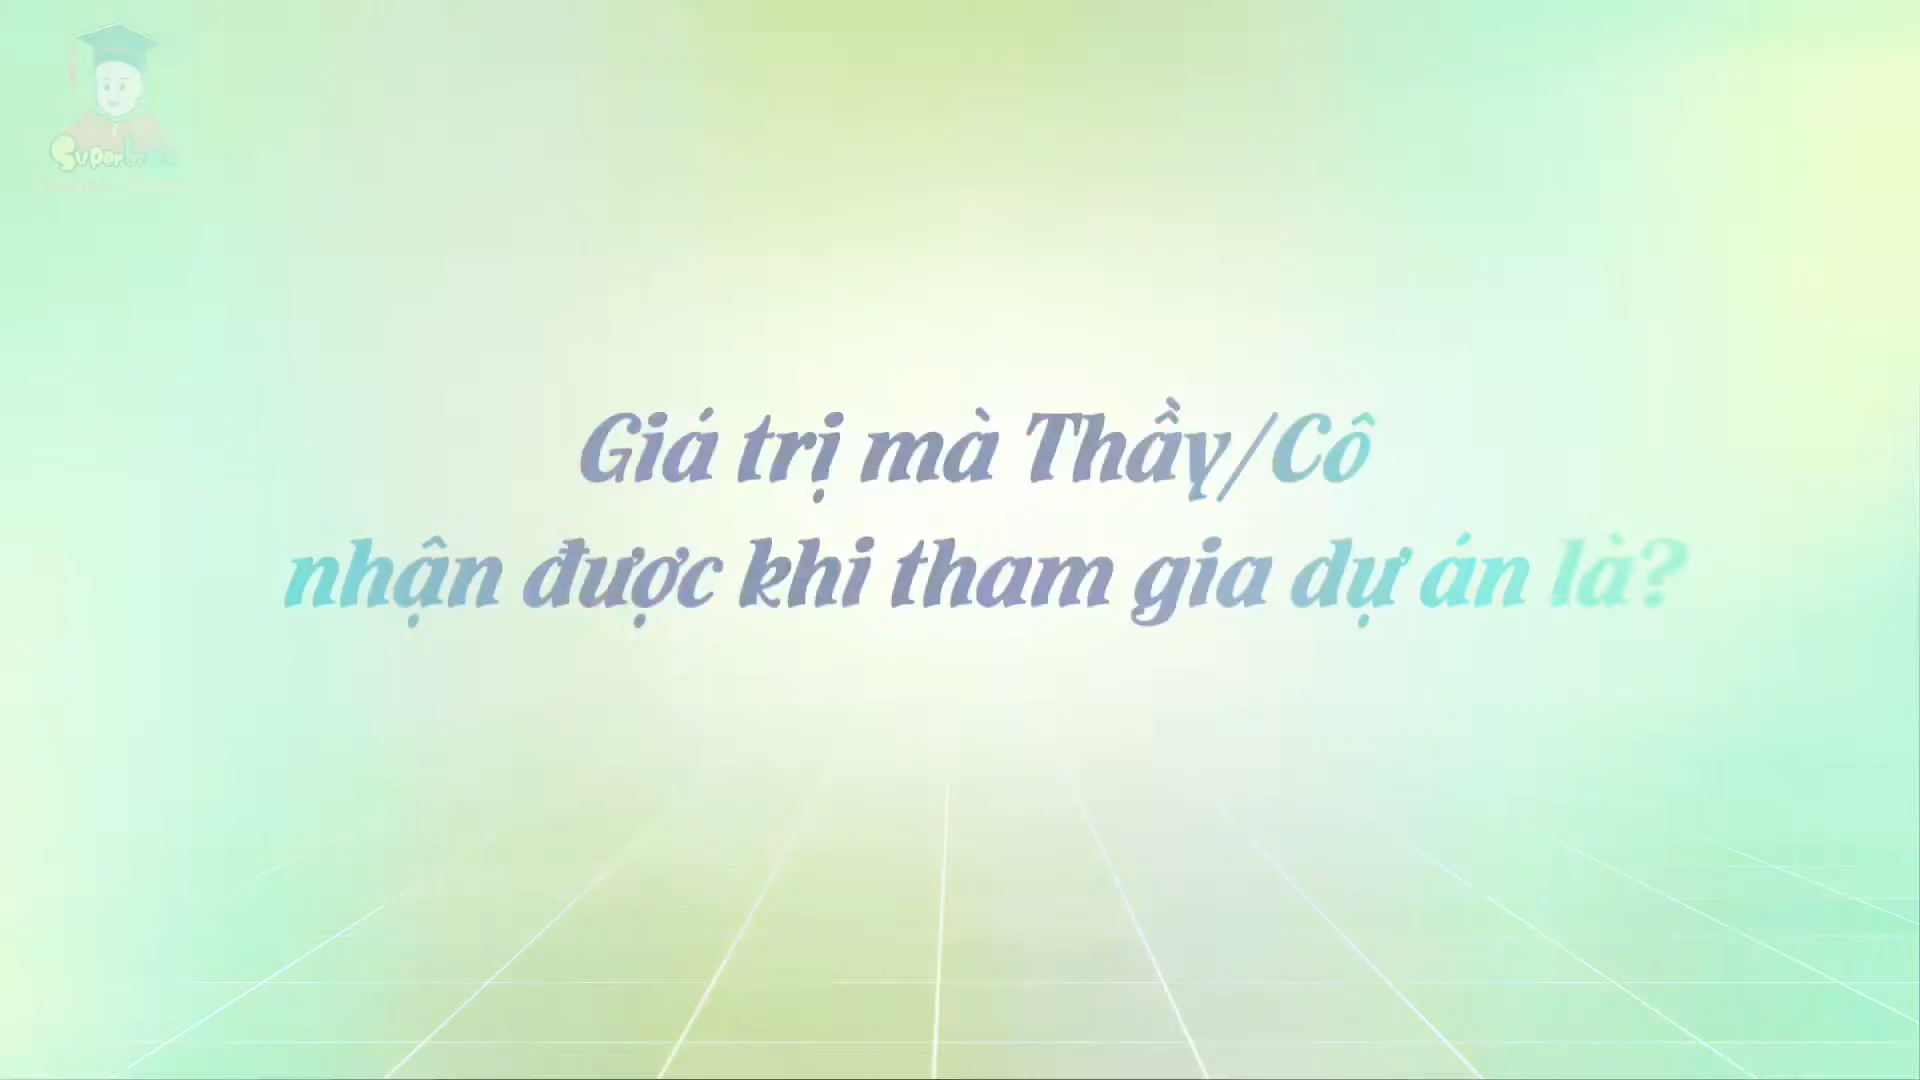 Giá trị mà Thầy/Cô
nhận được khi tham gia dự án là?